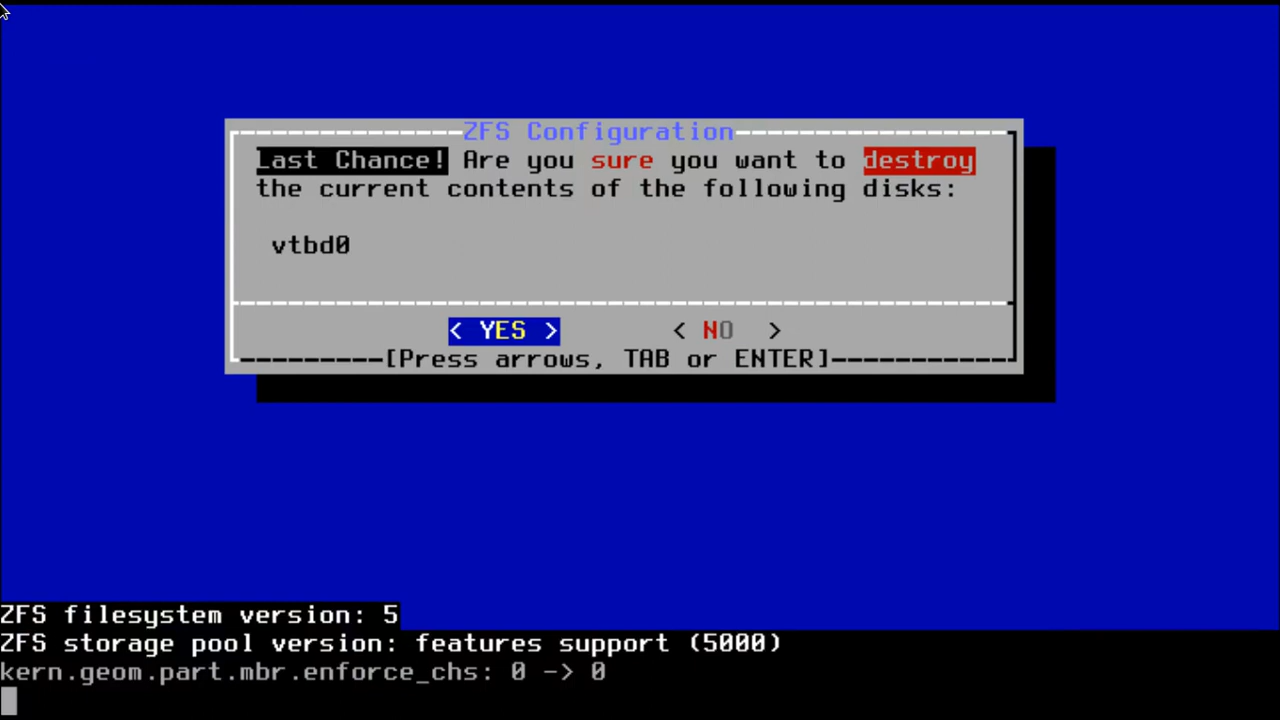 ZFS Configuration
Last Chance! Are you sure you want to destroy
the current contents of the following disks:
vtbd0
< YES > < NO >
[Press arrows, TAB or ENTER]
ZFS filesystem version: 5
ZFS storage pool version: features support (5000)
kern.geom.part.mbr.enforce_chs: 0 -> 0